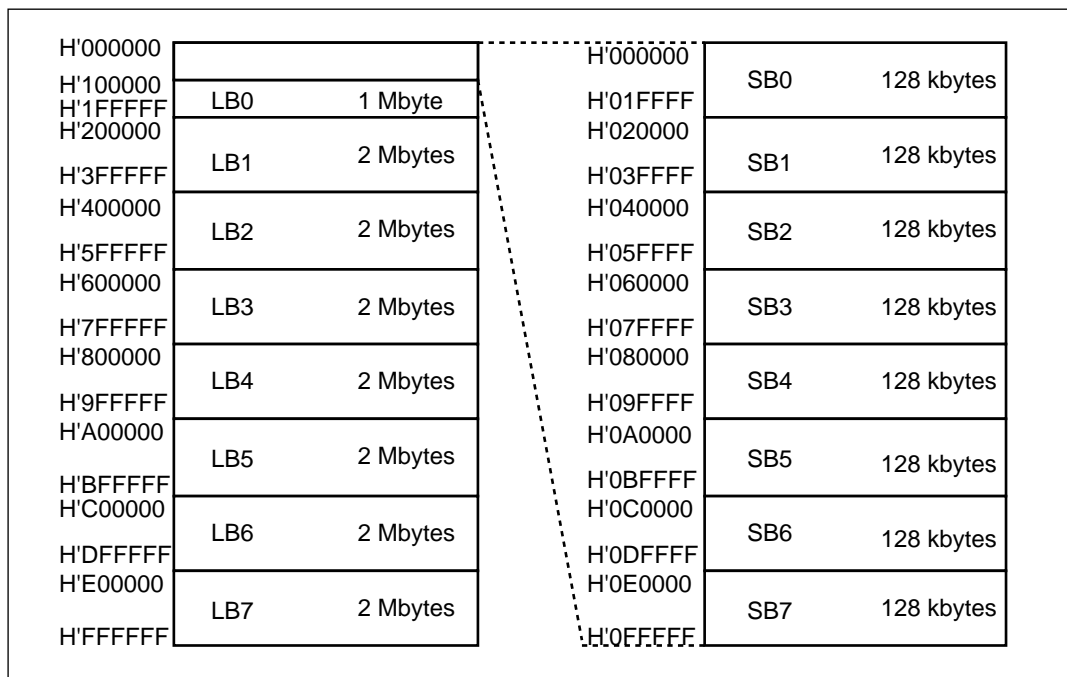 H'000000
H'100000
LB0 1 Mbyte
H'1FFFFF
H'200000
LB1 2 Mbytes
H'3FFFFF
H'400000
LB2 2 Mbytes
H'5FFFFF
H'600000
LB3 2 Mbytes
H'7FFFFF
H'800000
LB4 2 Mbytes
H'9FFFFF
H'A00000
LB5 2 Mbytes
H'BFFFFF
H'C00000
LB6 2 Mbytes
H'DFFFFF
H'E00000
LB7 2 Mbytes
H'FFFFFF
H'000000
SB0 128 kbytes
H'01FFFF
H'020000
SB1 128 kbytes
H'03FFFF
H'040000
SB2 128 kbytes
H'05FFFF
H'060000
SB3 128 kbytes
H'07FFFF
H'080000
SB4 128 kbytes
H'09FFFF
H'0A0000
SB5 128 kbytes
H'0BFFFF
H'0C0000
SB6 128 kbytes
H'0DFFFF
H'0E0000
SB7 128 kbytes
H'0FFFFF